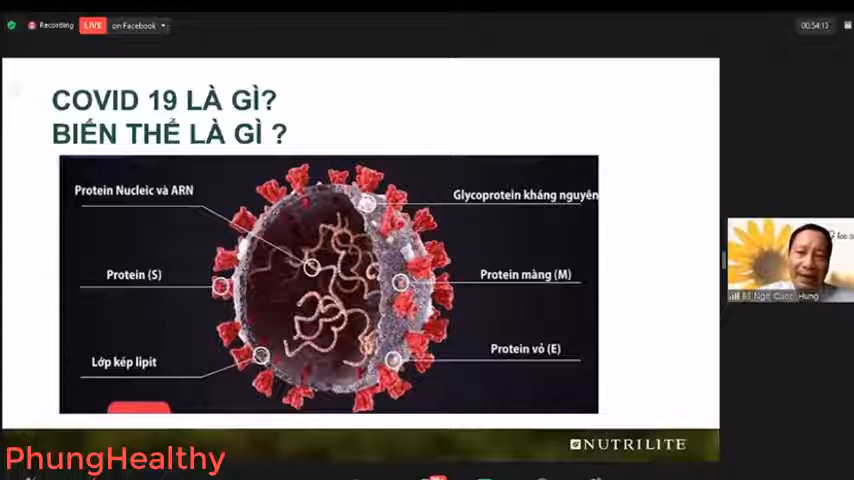 Recording
LIVE
on Facebook
00:54:13
COVID 19 LÀ GÌ?
BIẾN THỂ LÀ GÌ ?
Protein Nucleic và ARN
Glycoprotein kháng nguyên
Protein (S)
Protein màng (M)
Lớp kép lipit
Protein vỏ (E)
NUTRILITE
PhungHealthy